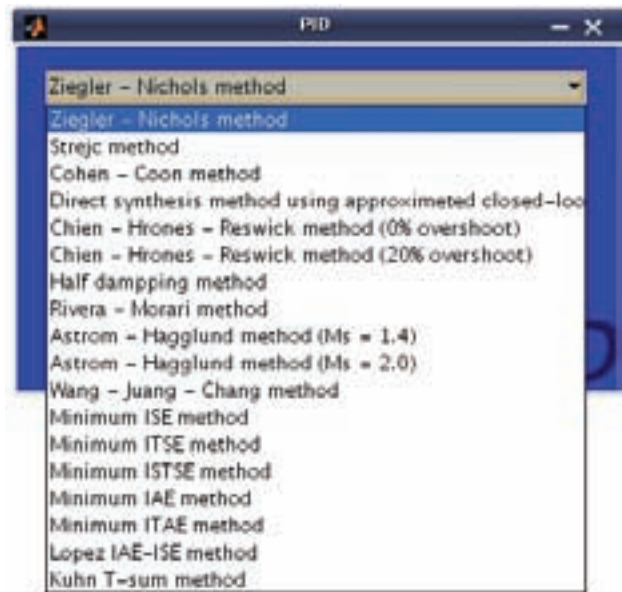 PID
Ziegler - Nichols method
Ziegler - Nichols method
Strejc method
Cohen - Coon method
Direct synthesis method using approximeted closed-loo
Chien - Hrones - Reswick method (0% overshoot)
Chien - Hrones - Reswick method (20% overshoot)
Half dampping method
Rivera - Morari method
Astrom - Hagglund method (Ms = 1.4)
Astrom - Hagglund method (Ms = 2.0)
Wang - Juang - Chang method
Minimum ISE method
Minimum ITSE method
Minimum ISTSE method
Minimum IAE method
Minimum ITAE method
Lopez IAE-ISE method
Kuhn T-sum method